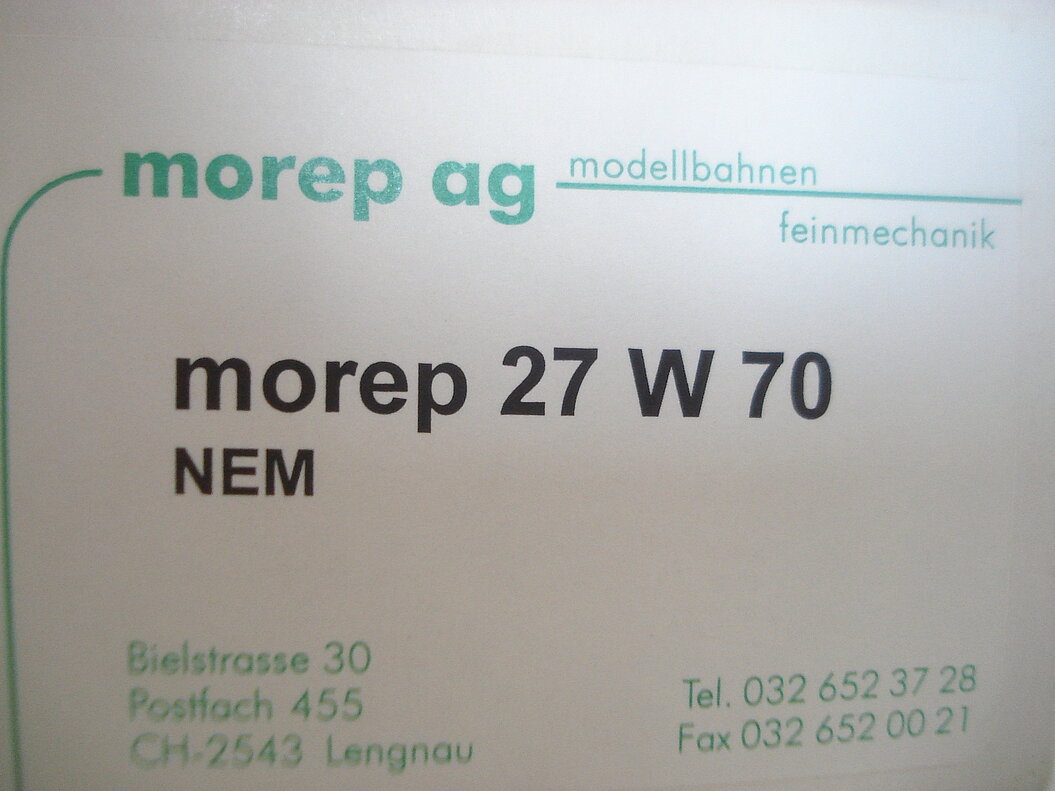 morep ag modellbahnen
feinmechanik
morep 27 W 70
NEM
Bielstrasse 30
Postfach 455
CH-2543 Lengnau
Tel. 032 652 37 28
Fax 032 652 00 21